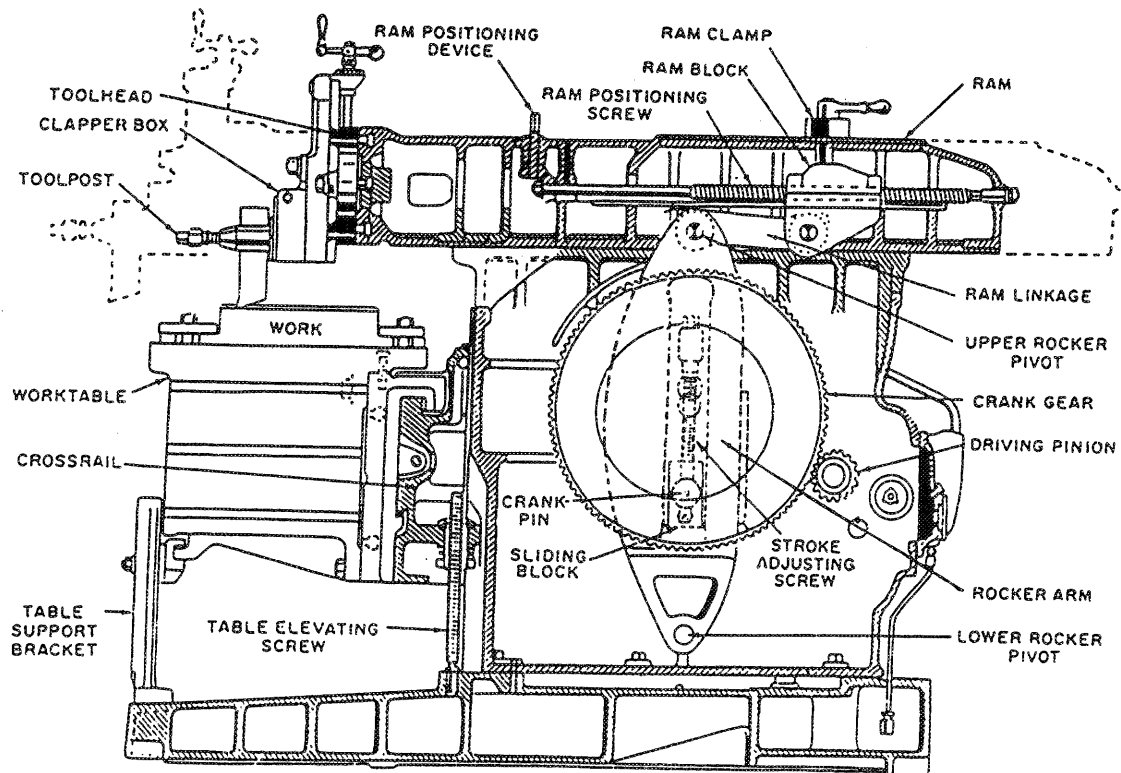 RAM POSITIONING
DEVICE
RAM CLAMP
RAM BLOCK
RAM POSITIONING
SCREW
RAM
TOOLHEAD
CLAPPER BOX
TOOLPOST
WORK
RAM LINKAGE
UPPER ROCKER
PIVOT
WORKTABLE
CRANK GEAR
DRIVING PINION
CROSSRAIL
CRANK
PIN
SLIDING
BLOCK
STROKE
ADJUSTING
SCREW
ROCKER ARM
TABLE
SUPPORT
BRACKET
TABLE ELEVATING
SCREW
LOWER ROCKER
PIVOT